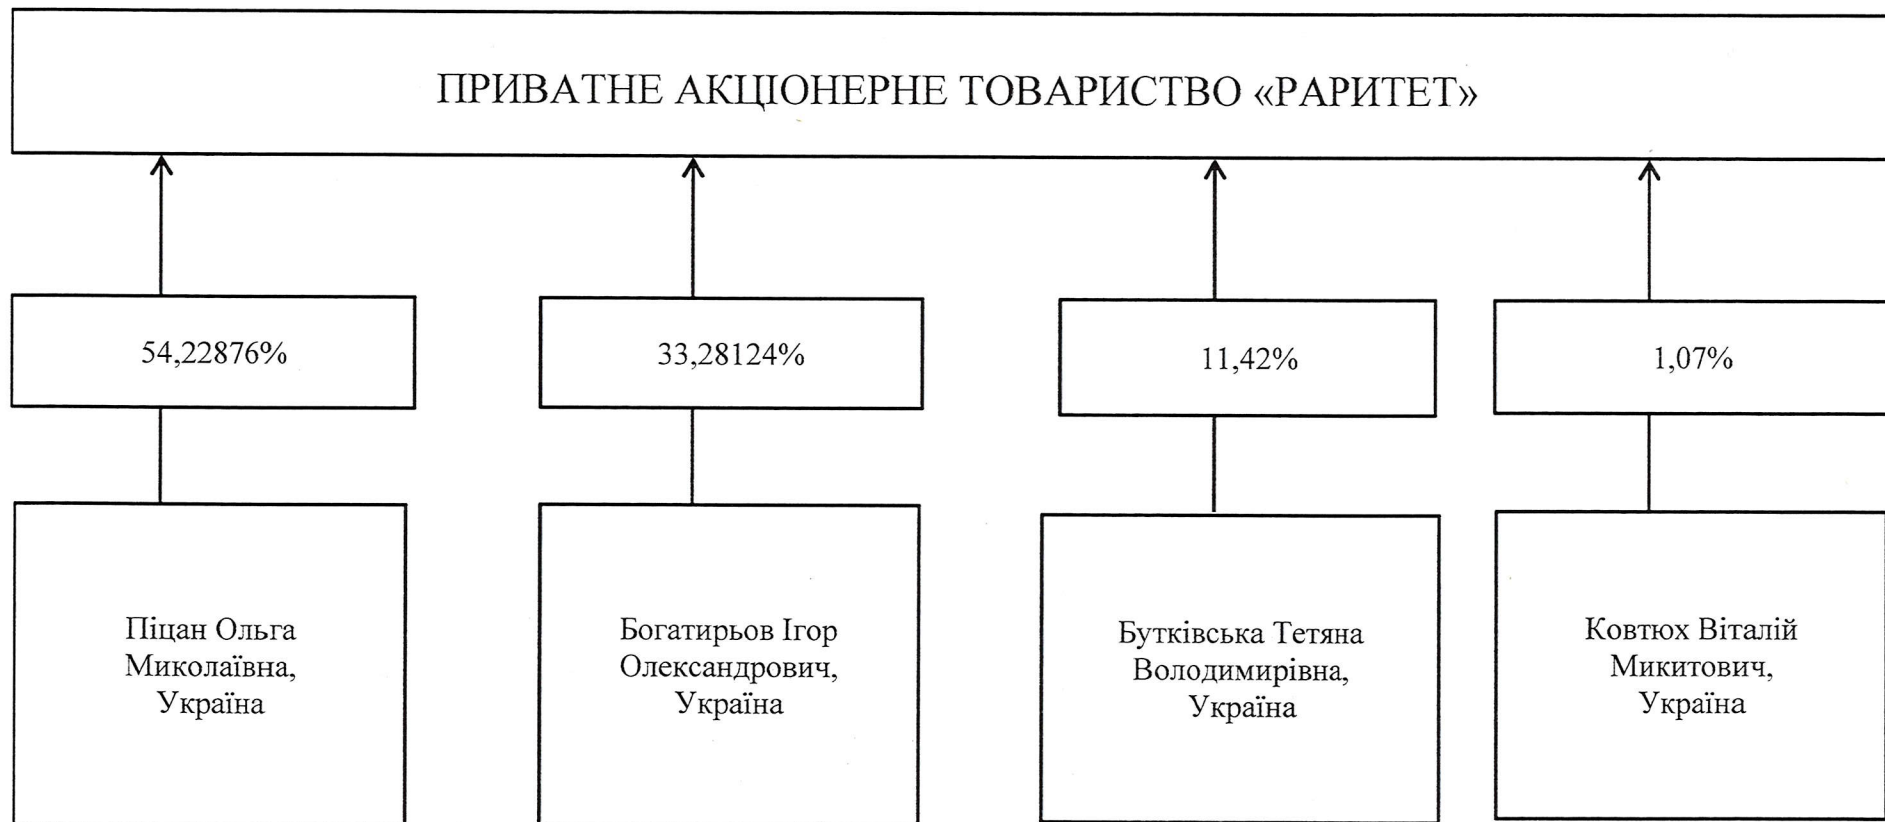 ПРИВАТНЕ АКЦІОНЕРНЕ ТОВАРИСТВО «РАРИТЕТ»
54,22876%
33,28124%
11,42%
1,07%
Піцан Ольга
Миколаївна,
Україна
Богатирьов Ігор
Олександрович,
Україна
Бутківська Тетяна
Володимирівна,
Україна
Ковтюх Віталій
Микитович,
Україна